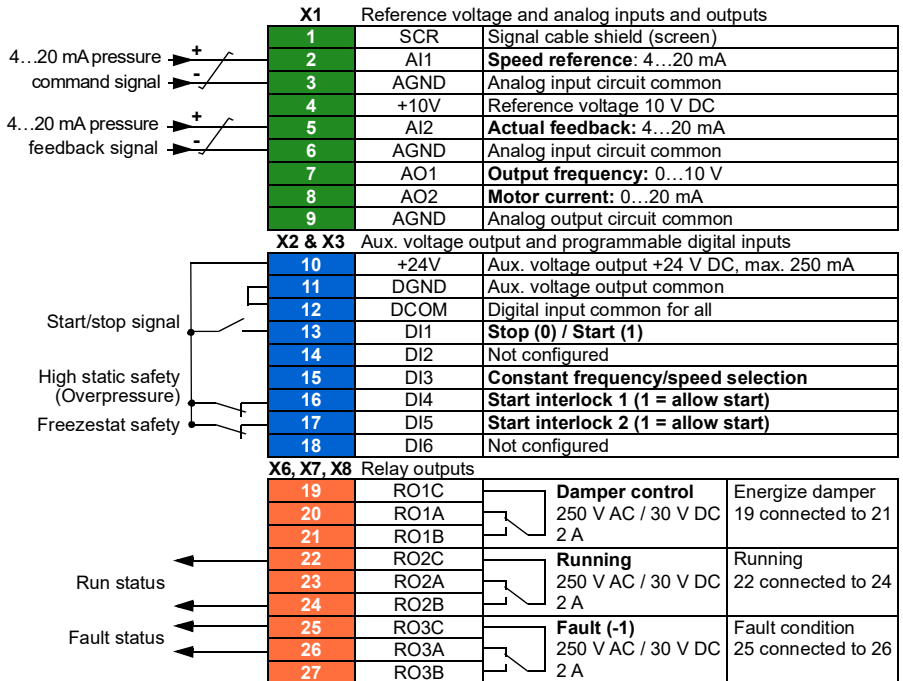 X1 Reference voltage and analog inputs and outputs
1 SCR Signal cable shield (screen)
4…20 mA pressure + 2 AI1 Speed reference: 4…20 mA
command signal - 3 AGND Analog input circuit common
4 +10V Reference voltage 10 V DC
4…20 mA pressure + 5 AI2 Actual feedback: 4…20 mA
feedback signal - 6 AGND Analog input circuit common
7 AO1 Output frequency: 0…10 V
8 AO2 Motor current: 0…20 mA
9 AGND Analog output circuit common
X2 & X3 Aux. voltage output and programmable digital inputs
10 +24V Aux. voltage output +24 V DC, max. 250 mA
11 DGND Aux. voltage output common
12 DCOM Digital input common for all
Start/stop signal 13 DI1 Stop (0) / Start (1)
14 DI2 Not configured
High static safety 15 DI3 Constant frequency/speed selection
(Overpressure) 16 DI4 Start interlock 1 (1 = allow start)
Freezestat safety 17 DI5 Start interlock 2 (1 = allow start)
18 DI6 Not configured
X6, X7, X8 Relay outputs
19 RO1C Damper control Energize damper
20 RO1A 250 V AC / 30 V DC 19 connected to 21
21 RO1B 2 A
22 RO2C Running Running
Run status 23 RO2A 250 V AC / 30 V DC 22 connected to 24
24 RO2B 2 A
25 RO3C Fault (-1) Fault condition
Fault status 26 RO3A 250 V AC / 30 V DC 25 connected to 26
27 RO3B 2 A